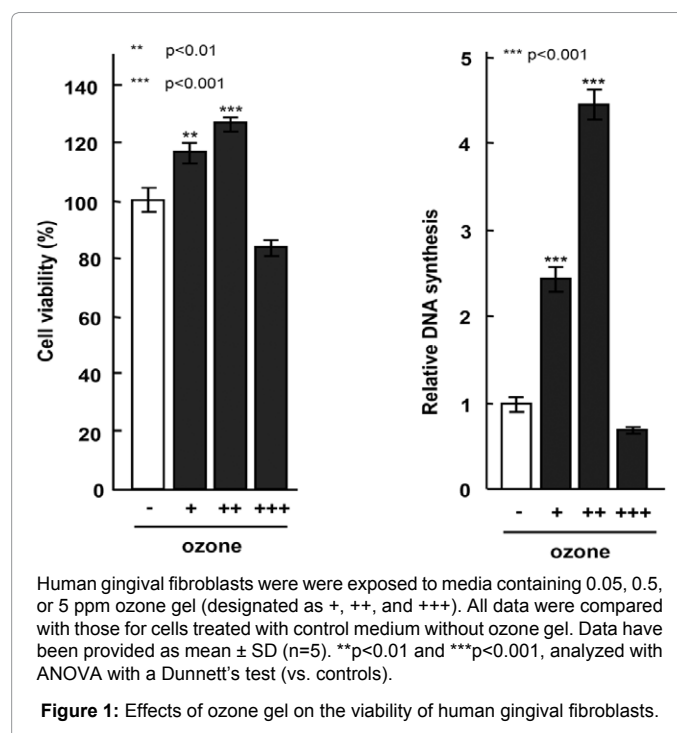 ** p<0.01
*** p<0.001
140
120
100
80
60
40
20
0
Cell viability (%)
**
***
- + ++ +++
ozone
*** p<0.001
5
4
3
2
1
0
Relative DNA synthesis
***
***
- + ++ +++
ozone
Human gingival fibroblasts were were exposed to media containing 0.05, 0.5,
or 5 ppm ozone gel (designated as +, ++, and +++). All data were compared
with those for cells treated with control medium without ozone gel. Data have
been provided as mean ± SD (n=5). **p<0.01 and ***p<0.001, analyzed with
ANOVA with a Dunnett’s test (vs. controls).
Figure 1: Effects of ozone gel on the viability of human gingival fibroblasts.